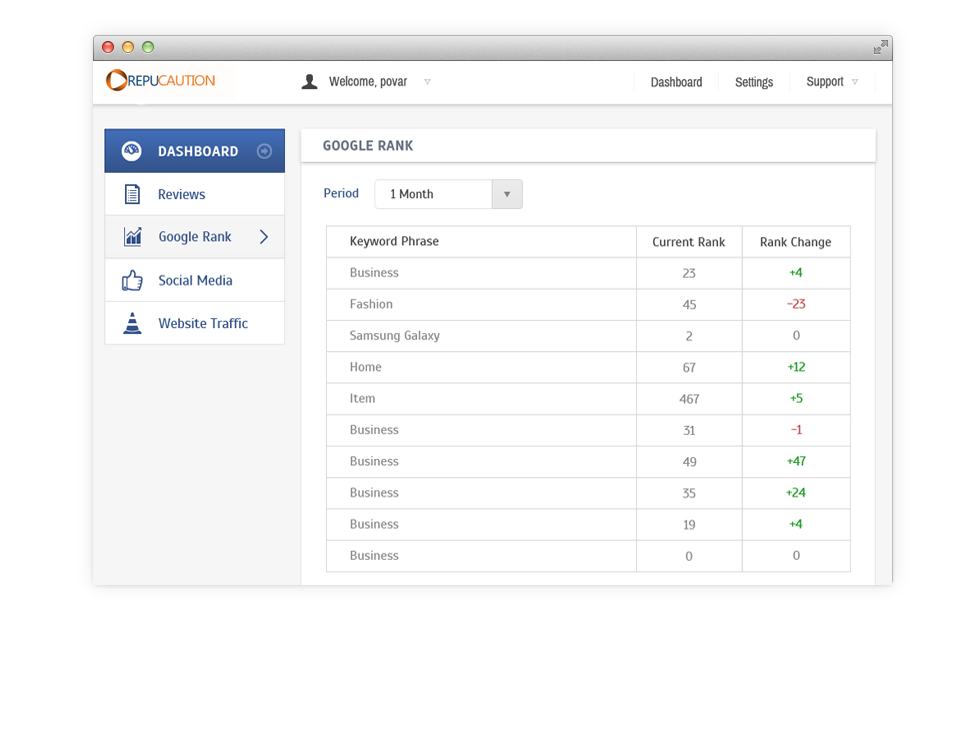 REPUCAUTION
Welcome, povar
Dashboard Settings Support
DASHBOARD
Reviews
Google Rank
Social Media
Website Traffic
GOOGLE RANK
Period 1 Month
Keyword Phrase Current Rank Rank Change
Business 23 +4
Fashion 45 -23
Samsung Galaxy 2 0
Home 67 +12
Item 467 +5
Business 31 -1
Business 49 +47
Business 35 +24
Business 19 +4
Business 0 0